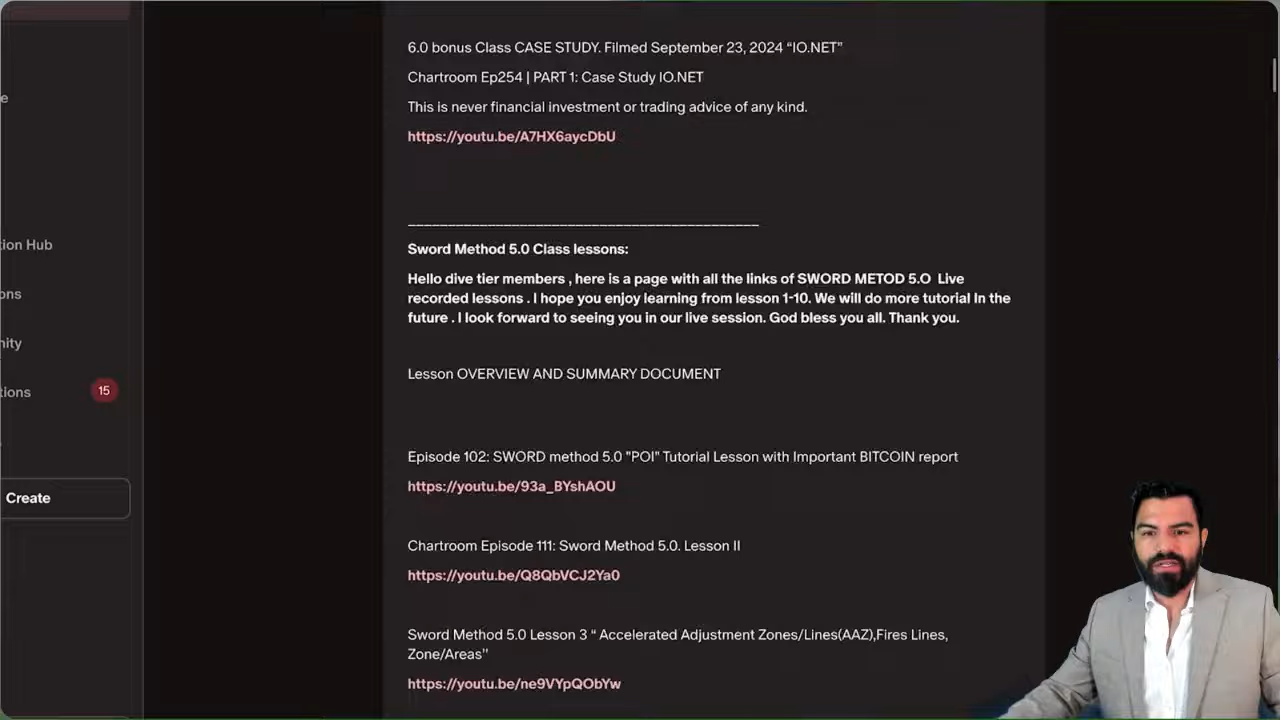 6.0 bonus Class CASE STUDY. Filmed September 23, 2024 “IO.NET”
Chartroom Ep254 | PART 1: Case Study IO.NET
This is never financial investment or trading advice of any kind.
https://youtu.be/A7HX6aycDbU
____________________________________________
Sword Method 5.0 Class lessons:
Hello dive tier members , here is a page with all the links of SWORD METOD 5.O Live
recorded lessons . I hope you enjoy learning from lesson 1-10. We will do more tutorial In the
future . I look forward to seeing you in our live session. God bless you all. Thank you.
Lesson OVERVIEW AND SUMMARY DOCUMENT
Episode 102: SWORD method 5.0 "POI" Tutorial Lesson with Important BITCOIN report
https://youtu.be/93a_BYshAOU
Chartroom Episode 111: Sword Method 5.0. Lesson II
https://youtu.be/Q8QbVCJ2Ya0
Sword Method 5.0 Lesson 3 “ Accelerated Adjustment Zones/Lines(AAZ),Fires Lines,
Zone/Areas”
https://youtu.be/ne9VYpQObYw
e
tion Hub
ons
nity
tions
15
Create